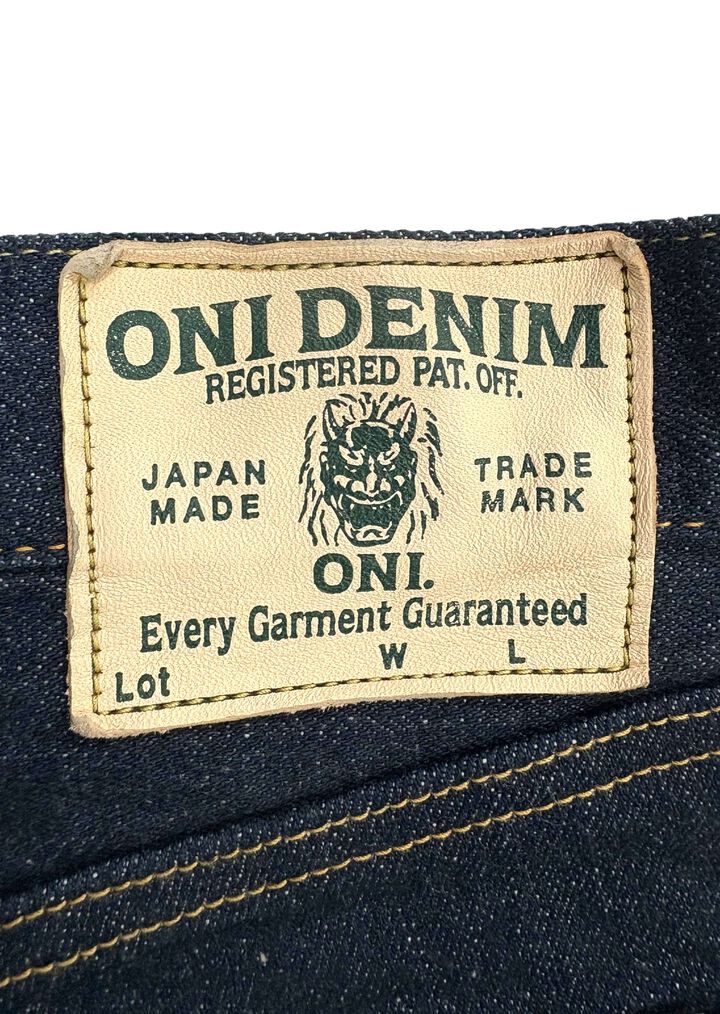 ONI DENIM
REGISTERED PAT. OFF.
JAPAN MADE
TRADE MARK
ONI.
Every Garment Guaranteed
Lot W L